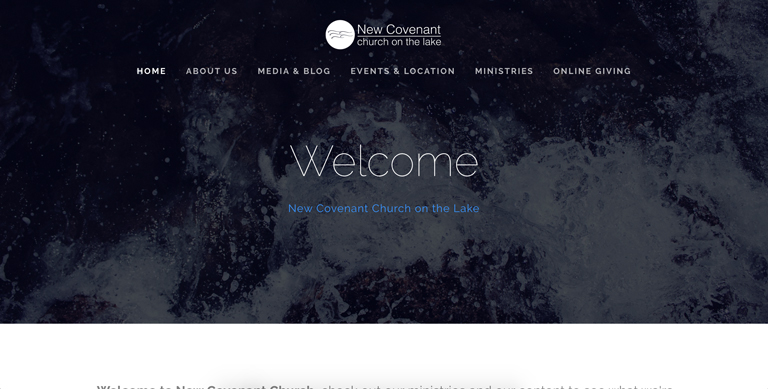 New Covenant
church on the lake
HOME ABOUT US MEDIA & BLOG EVENTS & LOCATION MINISTRIES ONLINE GIVING
Welcome
New Covenant Church on the Lake
Welcome to New Covenant Church, check out our ministries and our content to see what we're